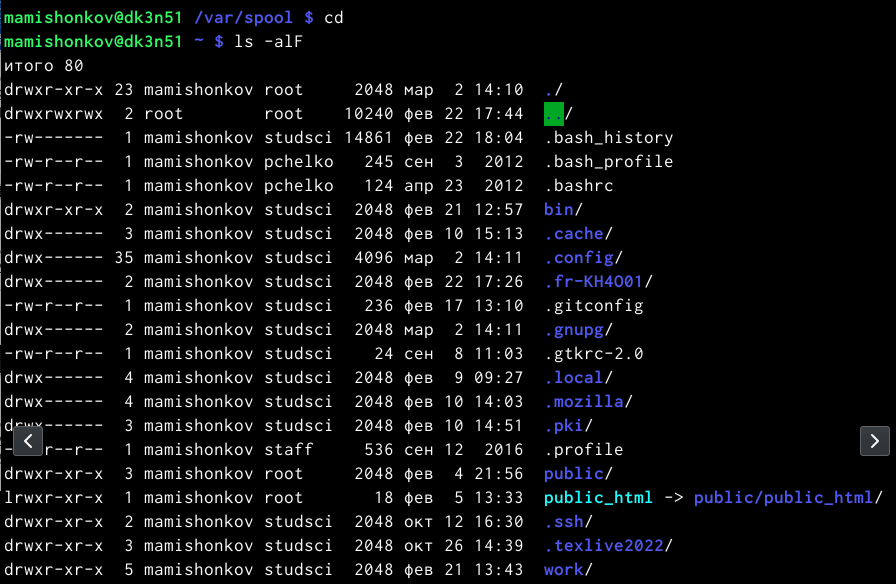 mamishonkov@dk3n51 /var/spool $ cd
mamishonkov@dk3n51 ~ $ ls -alF
итого 80
drwxr-xr-x 23 mamishonkov root     2048 мар  2 14:10 ./
drwxrwxrwx  2 root        root    10240 фев 22 17:44 ../
-rw-------  1 mamishonkov studsci 14861 фев 22 18:04 .bash_history
-rw-r--r--  1 mamishonkov pchelko   245 сен  3  2012 .bash_profile
-rw-r--r--  1 mamishonkov pchelko   124 апр 23  2012 .bashrc
drwxr-xr-x  2 mamishonkov studsci  2048 фев 21 12:57 bin/
drwx------  3 mamishonkov studsci  2048 фев 10 15:13 .cache/
drwx------ 35 mamishonkov studsci  4096 мар  2 14:11 .config/
drwx------  2 mamishonkov studsci  2048 фев 22 17:26 .fr-KH4O01/
-rw-r--r--  1 mamishonkov studsci   236 фев 17 13:10 .gitconfig
drwx------  2 mamishonkov studsci  2048 мар  2 14:11 .gnupg/
-rw-r--r--  1 mamishonkov studsci    24 сен  8 11:03 .gtkrc-2.0
drwx------  4 mamishonkov studsci  2048 фев  9 09:27 .local/
drwx------  4 mamishonkov studsci  2048 фев 10 14:03 .mozilla/
drwx------  3 mamishonkov studsci  2048 фев 10 14:51 .pki/
1 mamishonkov staff     536 сен 12  2016 .profile
drwxr-xr-x  3 mamishonkov root     2048 фев  4 21:56 public/
lrwxr-xr-x  1 mamishonkov root       18 фев  5 13:33 public_html -> public/public_html/
drwxr-xr-x  2 mamishonkov studsci  2048 окт 12 16:30 .ssh/
drwxr-xr-x  3 mamishonkov studsci  2048 окт 26 14:39 .texlive2022/
drwxr-xr-x  5 mamishonkov studsci  2048 фев 21 13:43 work/